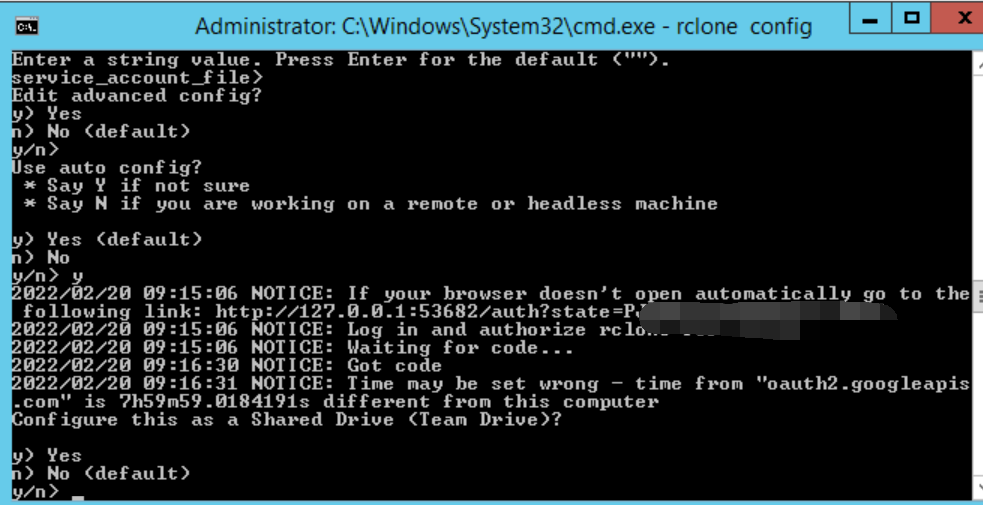 Administrator: C:\Windows\System32\cmd.exe - rclone config
Enter a string value. Press Enter for the default ("").
service_account_file>
Edit advanced config?
y) Yes
n) No (default)
y/n>
Use auto config?
* Say Y if not sure
* Say N if you are working on a remote or headless machine
y) Yes (default)
n) No
y/n> y
2022/02/20 09:15:06 NOTICE: If your browser doesn't open automatically go to the
following link: http://127.0.0.1:53682/auth?state=
2022/02/20 09:15:06 NOTICE: Log in and authorize
2022/02/20 09:15:06 NOTICE: Waiting for code...
2022/02/20 09:16:30 NOTICE: Got code
2022/02/20 09:16:31 NOTICE: Time may be set wrong - time from "oauth2.googleapis
.com" is 7h59m59.0184191s different from this computer
Configure this as a Shared Drive (Team Drive)?
y) Yes
n) No (default)
y/n>